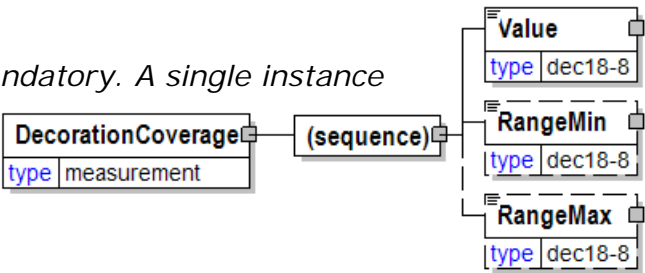 Value
type dec18-8
ndatory. A single instance
RangeMin
type dec18-8
DecorationCoverage
type measurement
(sequence)
RangeMax
type dec18-8